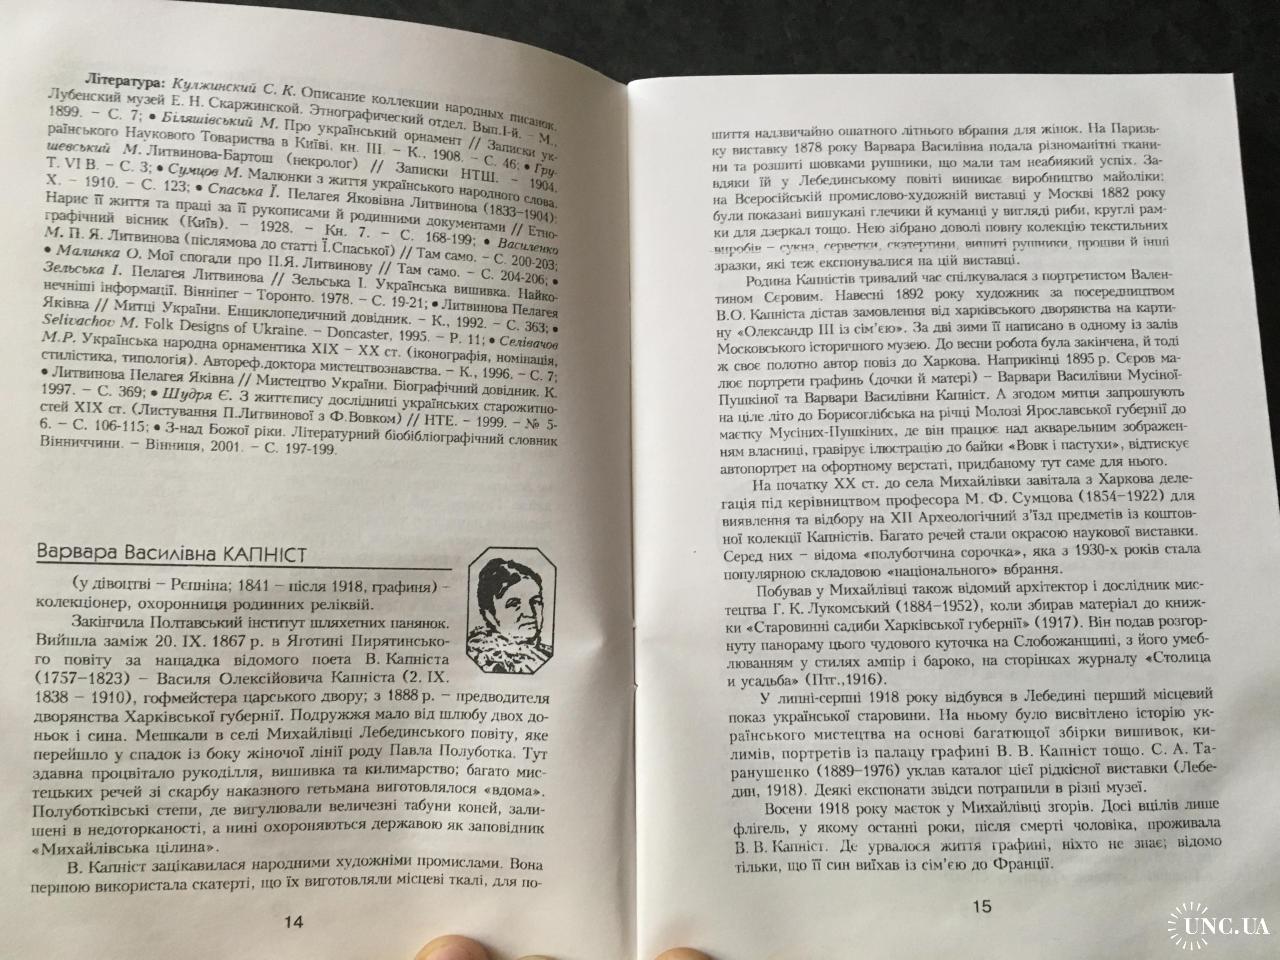 Література: Кулжинский С. К. Описание коллекции народных писанок.
Лубенский музей Е. Н. Скаржинской. Этнографический отдел. Вып.I-й. – М.,
1899. – С. 7; • Біляшівський М. Про український орнамент // Записки ук-
раїнського Наукового Товариства в Київі, кн. III. – К., 1908. – С. 46; • Гру-
шевський М. Литвинова-Бартош (некролог) // Записки НТШ. – 1904.
Т. VI В. – С. 3; • Сумцов М. Малюнки з життя українського народного слова.
Х. – 1910. – С. 123; • Спаська Ї. Пелагея Яковівна Литвинова (1833–1904):
Нарис її життя та праці за її рукописами й родинними документами // Етно-
графічний вісник (Київ). – 1928. – Кн. 7. – С. 168-199; • Василенко
М. П. Я. Литвинова (післямова до статті Ї.Спаської) // Там само. – С. 200-203;
• Малинка О. Мої спогади про П.Я. Литвинову // Там само. – С. 204-206; •
Зельська І. Пелагея Литвинова // Зельська І. Українська вишивка. Найко-
нечніші інформації. Вінніпег – Торонто. 1978. – С. 19-21; • Литвинова Пелагея
Яківна // Митці України. Енциклопедичний довідник. – К., 1992. – С. 363; •
Selivachov M. Folk Designs of Ukraine. – Doncaster, 1995. – P. 11; • Селівачов
М.Р. Українська народна орнаментика XIX – XX ст. (іконографія, номінація,
стилістика, типологія). Автореф.доктора мистецтвознавства. – К., 1996. – С. 7;
• Литвинова Пелагея Яківна // Мистецтво України. Біографічний довідник. К.
1997. – С. 369; • Шудря Є. З життєпису дослідниці українських старожитно-
стей XIX ст. (Листування П.Литвинової з Ф.Вовком) // НТЕ. – 1999. – № 5-
6. – С. 106-115; • З-над Божої ріки. Літературний біобібліографічний словник
Вінниччини. – Вінниця, 2001. – С. 197-199.
Варвара Василівна КАПНІСТ
(у дівоцтві – Рєпніна; 1841 – після 1918, графиня) –
колекціонер, охоронниця родинних реліквій.
Закінчила Полтавський інститут шляхетних панянок.
Вийшла заміж 20. IX. 1867 р. в Яготині Пирятинсько-
го повіту за нащадка відомого поета В. Капніста
(1757–1823) – Василя Олексійовича Капніста (2. IX.
1838 – 1910), гофмейстера царського двору; з 1888 р. – предводителя
дворянства Харківської губернії. Подружжя мало від шлюбу двох до-
ньок і сина. Мешкали в селі Михайлівці Лебединського повіту, яке
перейшло у спадок із боку жіночої лінії роду Павла Полуботка. Тут
здавна процвітало рукоділля, вишивка та килимарство; багато мис-
тецьких речей зі скарбу наказного гетьмана виготовлялося «вдома».
Полуботківські степи, де вигулювали величезні табуни коней, зали-
шені в недоторканості, а нині охороняються державою як заповідник
«Михайлівська цілина».
В. Капніст зацікавилася народними художніми промислами. Вона
першою використала скатерті, що їх виготовляли місцеві ткалі, для по-
14
шиття надзвичайно ошатного літнього вбрання для жінок. На Паризь-
ку виставку 1878 року Варвара Василівна подала різноманітні ткани-
ни та розшиті шовками рушники, що мали там неабиякий успіх. За-
вдяки їй у Лебединському повіті виникає виробництво майоліки:
на Всеросійській промислово-художній виставці у Москві 1882 року
були показані вишукані глечики й куманці у вигляді риби, круглі рам-
ки для дзеркал тощо. Нею зібрано доволі повну колекцію текстильних
виробів – сукна, серветки, скатертини, вишиті рушники, прошви й інші
зразки, які теж експонувалися на цій виставці.
Родина Капністів тривалий час спілкувалася з портретистом Вален-
тином Сєровим. Навесні 1892 року художник за посередництвом
В.О. Капніста дістав замовлення від харківського дворянства на карти-
ну «Олександр III із сім’єю». За дві зими її написано в одному із залів
Московського історичного музею. До весни робота була закінчена, й тоді
ж своє полотно автор повіз до Харкова. Наприкінці 1895 р. Сєров ма-
лює портрети графинь (дочки й матері) – Варвари Василівни Мусіної-
Пушкіної та Варвари Василівни Капніст. А згодом митця запрошують
на ціле літо до Борисоглібська на річці Молозі Ярославської губернії до
маєтку Мусіних-Пушкіних, де він працює над акварельним зображен-
ням власниці, гравірує ілюстрацію до байки «Вовк і пастухи», відтискує
автопортрет на офортному верстаті, придбаному тут саме для нього.
На початку XX ст. до села Михайлівки завітала з Харкова деле-
гація під керівництвом професора М. Ф. Сумцова (1854–1922) для
виявлення та відбору на XII Археологічний з’їзд предметів із коштов-
ної колекції Капністів. Багато речей стали окрасою наукової виставки.
Серед них – відома «полуботчина сорочка», яка з 1930-х років стала
популярною складовою «національного» вбрання.
Побував у Михайлівці також відомий архітектор і дослідник мис-
тецтва Г. К. Лукомський (1884–1952), коли збирав матеріал до книж-
ки «Старовинні садиби Харківської губернії» (1917). Він подав розгор-
нуту панораму цього чудового куточка на Слобожанщині, з його умеб-
люванням у стилях ампір і бароко, на сторінках журналу «Столица
и усадьба» (Птг.,1916).
У липні-серпні 1918 року відбувся в Лебедині перший місцевий
показ української старовини. На ньому було висвітлено історію ук-
раїнського мистецтва на основі багатющої збірки вишивок, ки-
лимів, портретів із палацу графині В. В. Капніст тощо. С. А. Та-
ранушенко (1889–1976) уклав каталог цієї рідкісної виставки (Лебе-
дин, 1918). Деякі експонати звідси потрапили в різні музеї.
Восени 1918 року маєток у Михайлівці згорів. Досі вцілів лише
флігель, у якому останні роки, після смерті чоловіка, проживала
В. В. Капніст. Де урвалося життя графині, ніхто не знає; відомо
тільки, що її син виїхав із сім’єю до Франції.
15
UNC.UA